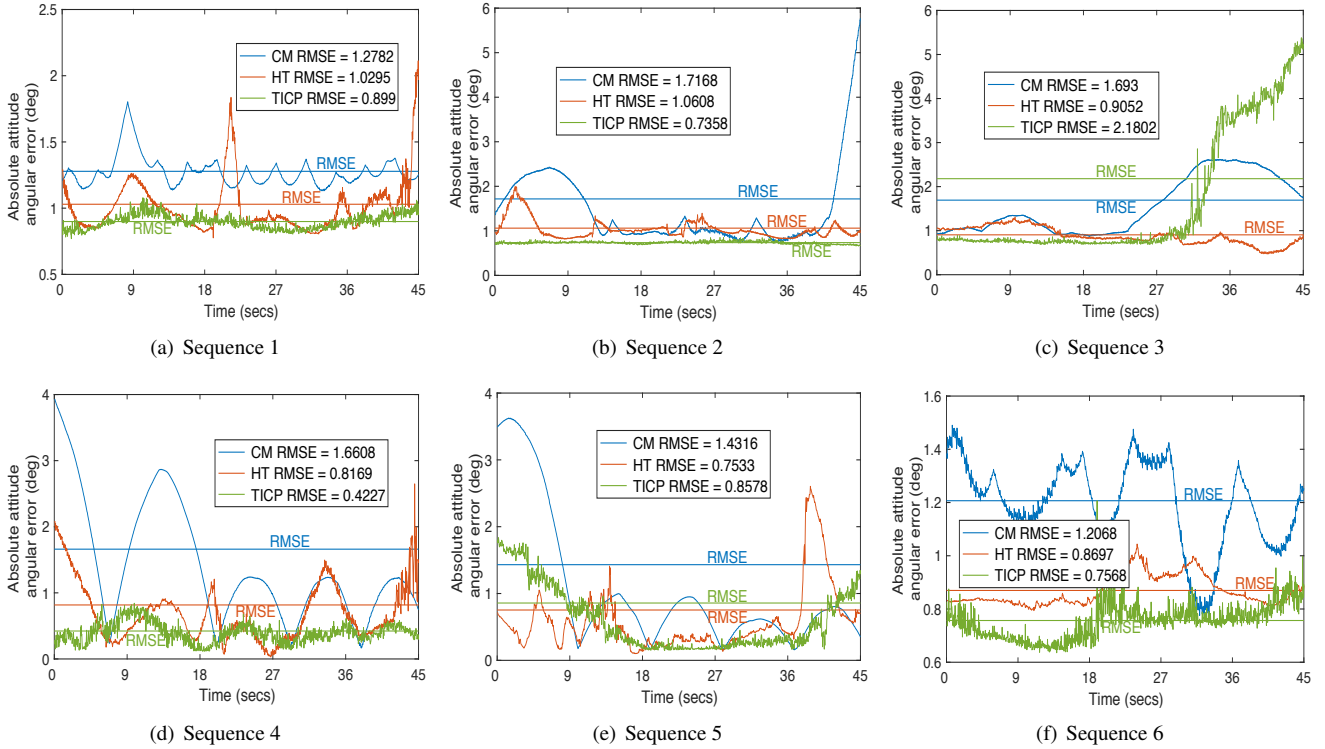 Absolute attitude
angular error (deg)
2.5
2
1.5
1
0.5
CM RMSE = 1.2782
HT RMSE = 1.0295
TICP RMSE = 0.899
RMSE
RMSE
RMSE
0 9 18 27 36 45
Time (secs)
(a) Sequence 1
Absolute attitude
angular error (deg)
6
5
4
3
2
1
0
CM RMSE = 1.7168
HT RMSE = 1.0608
TICP RMSE = 0.7358
RMSE
RMSE
RMSE
0 9 18 27 36 45
Time (secs)
(b) Sequence 2
Absolute attitude
angular error (deg)
6
5
4
3
2
1
0
CM RMSE = 1.693
HT RMSE = 0.9052
TICP RMSE = 2.1802
RMSE
RMSE
RMSE
0 9 18 27 36 45
Time (secs)
(c) Sequence 3
Absolute attitude
angular error (deg)
4
3
2
1
0
CM RMSE = 1.6608
HT RMSE = 0.8169
TICP RMSE = 0.4227
RMSE
RMSE
RMSE
0 9 18 27 36 45
Time (secs)
(d) Sequence 4
Absolute attitude
angular error (deg)
4
3
2
1
0
CM RMSE = 1.4316
HT RMSE = 0.7533
TICP RMSE = 0.8578
RMSE
RMSE
RMSE
0 9 18 27 36 45
Time (secs)
(e) Sequence 5
Absolute attitude
angular error (deg)
1.6
1.4
1.2
1
0.8
0.6
RMSE
CM RMSE = 1.2068
HT RMSE = 0.8697
TICP RMSE = 0.7568
RMSE
RMSE
0 9 18 27 36 45
Time (secs)
(f) Sequence 6